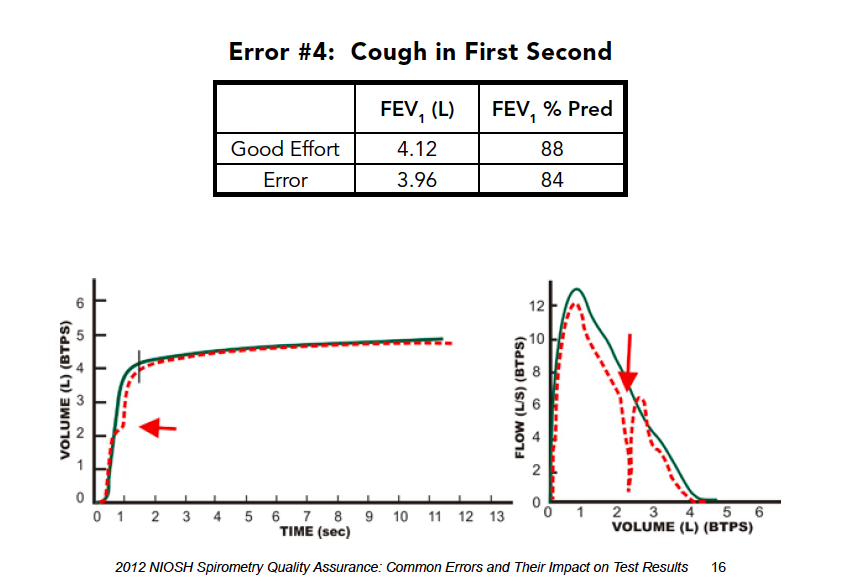 Error #4: Cough in First Second
FEV1 (L) FEV1 % Pred
Good Effort 4.12 88
Error 3.96 84
6
5
4
3
2
1
0
VOLUME (L) (BTPS)
0 1 2 3 4 5 6 7 8 9 10 11 12 13
TIME (sec)
12
10
8
6
4
2
0
FLOW (L/S) (BTPS)
0 1 2 3 4 5 6
VOLUME (L) (BTPS)
2012 NIOSH Spirometry Quality Assurance: Common Errors and Their Impact on Test Results 16